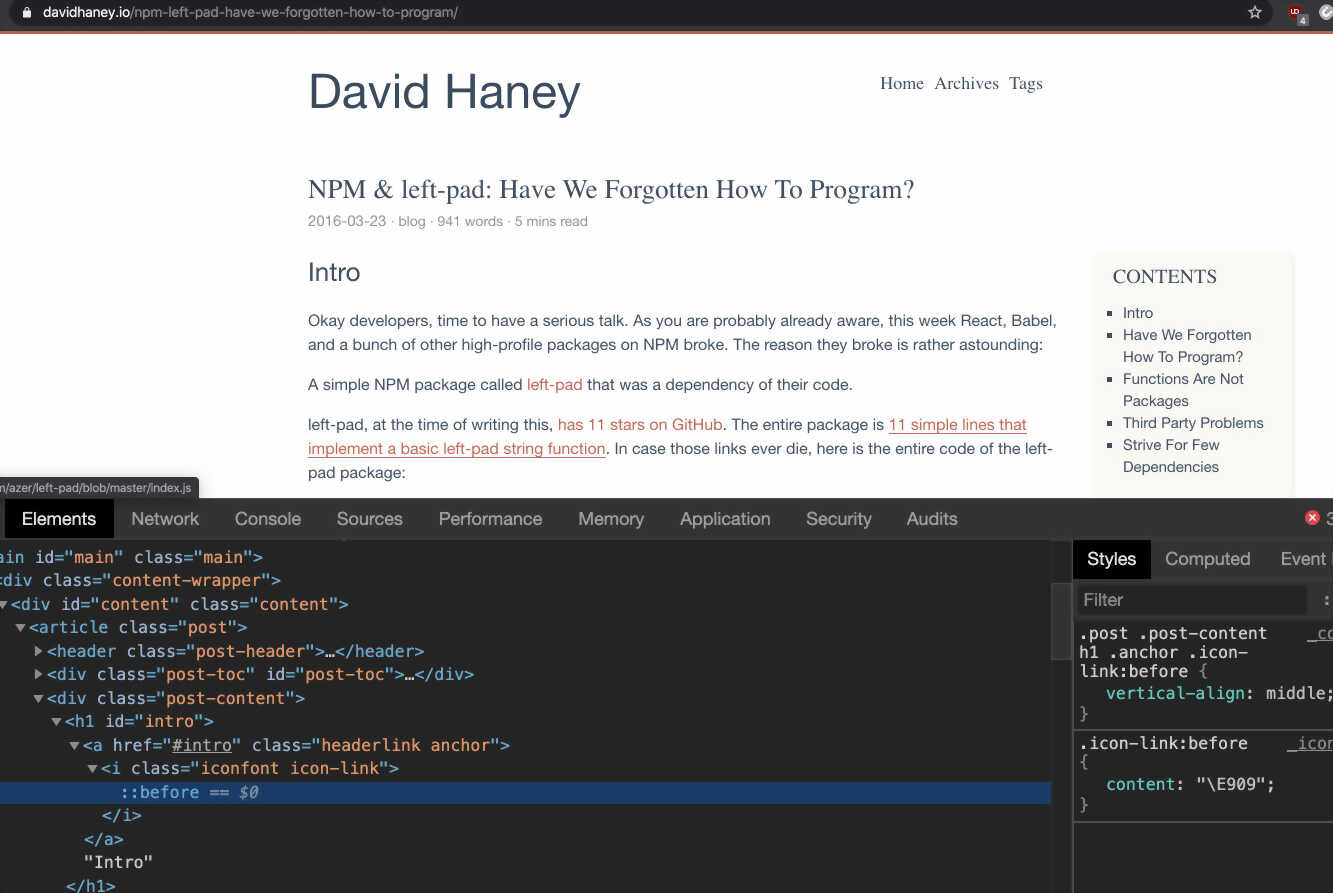 davidhaney.io/npm-left-pad-have-we-forgotten-how-to-program/
UD
4
David Haney
Home Archives Tags
NPM & left-pad: Have We Forgotten How To Program?
2016-03-23 · blog · 941 words · 5 mins read
Intro
Okay developers, time to have a serious talk. As you are probably already aware, this week React, Babel,
and a bunch of other high-profile packages on NPM broke. The reason they broke is rather astounding:
A simple NPM package called left-pad that was a dependency of their code.
left-pad, at the time of writing this, has 11 stars on GitHub. The entire package is 11 simple lines that
implement a basic left-pad string function. In case those links ever die, here is the entire code of the left-
pad package:
CONTENTS
Intro
Have We Forgotten
How To Program?
Functions Are Not
Packages
Third Party Problems
Strive For Few
Dependencies
m/azer/left-pad/blob/master/index.js
Elements Network Console Sources Performance Memory Application Security Audits
3
ain id="main" class="main">
<div class="content-wrapper">
<div id="content" class="content">
<article class="post">
<header class="post-header">…</header>
<div class="post-toc" id="post-toc">…</div>
<div class="post-content">
<h1 id="intro">
<a href="#intro" class="headerlink anchor">
<i class="iconfont icon-link">
::before == $0
</i>
</a>
"Intro"
</h1>
Styles Computed Event
Filter
.post .post-content _co
h1 .anchor .icon-
link:before {
vertical-align: middle;
}
.icon-link:before _icon
{
content: "\E909";
}